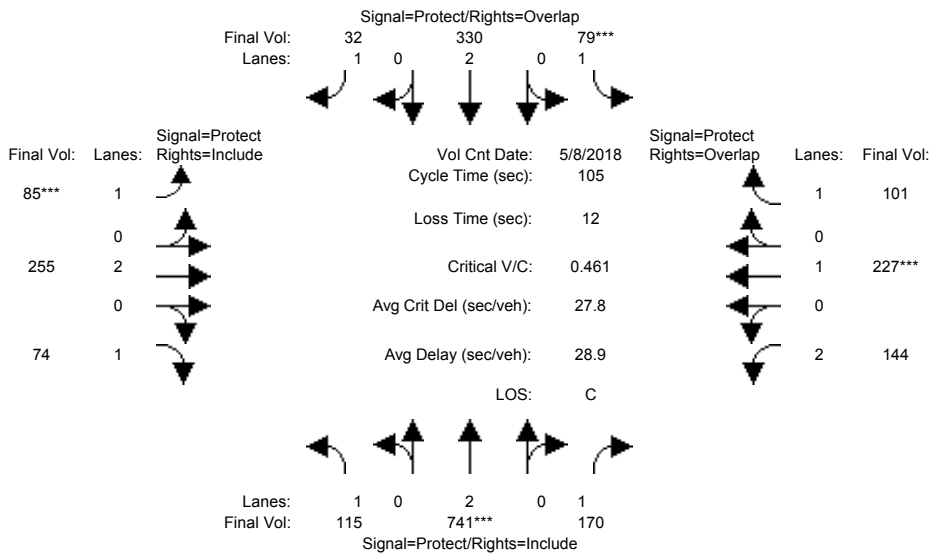 Signal=Protect/Rights=Overlap
Final Vol: 32 330 79***
Lanes: 1 0 2 0 1
Signal=Protect Signal=Protect
Final Vol: Lanes: Rights=Include Vol Cnt Date: 5/8/2018 Rights=Overlap Lanes: Final Vol:
Cycle Time (sec): 105
85*** 1 1 101
Loss Time (sec): 12
0 0
255 2 Critical V/C: 0.461 1 227***
0 Avg Crit Del (sec/veh): 27.8 0
74 1 Avg Delay (sec/veh): 28.9 2 144
LOS: C
Lanes: 1 0 2 0 1
Final Vol: 115 741*** 170
Signal=Protect/Rights=Include